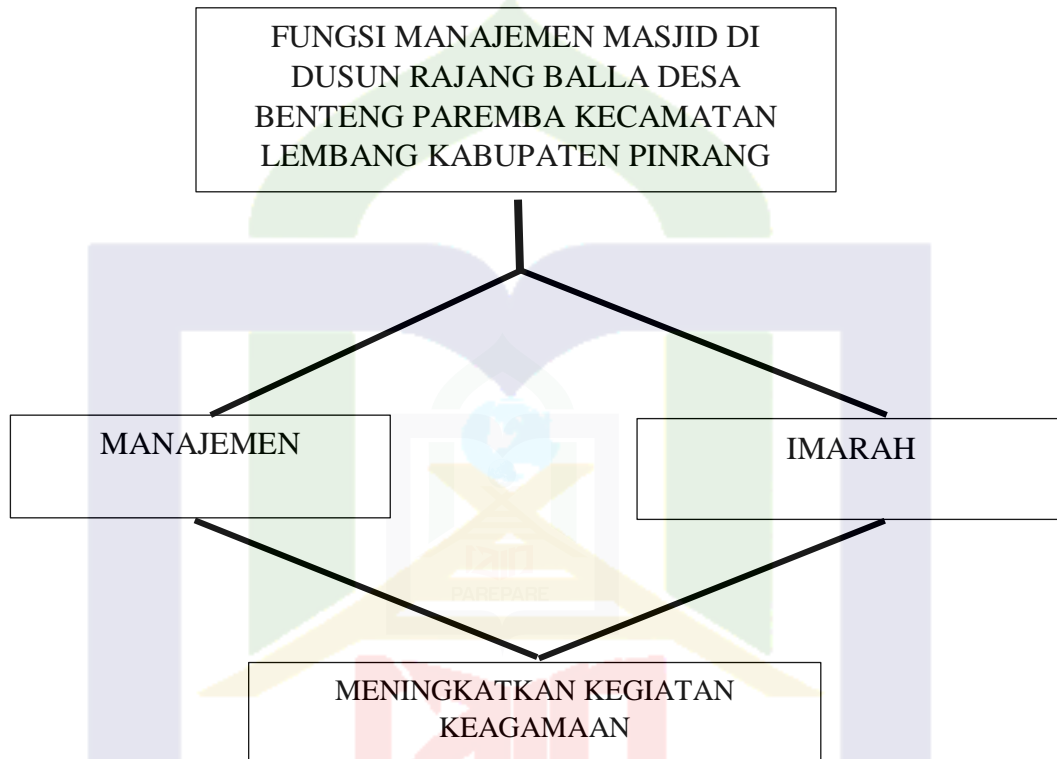 FUNGSI MANAJEMEN MASJID DI
DUSUN RAJANG BALLA DESA
BENTENG PAREMBA KECAMATAN
LEMBANG KABUPATEN PINRANG
MANAJEMEN
IMARAH
PAREPARE
MENINGKATKAN KEGIATAN
KEAGAMAAN